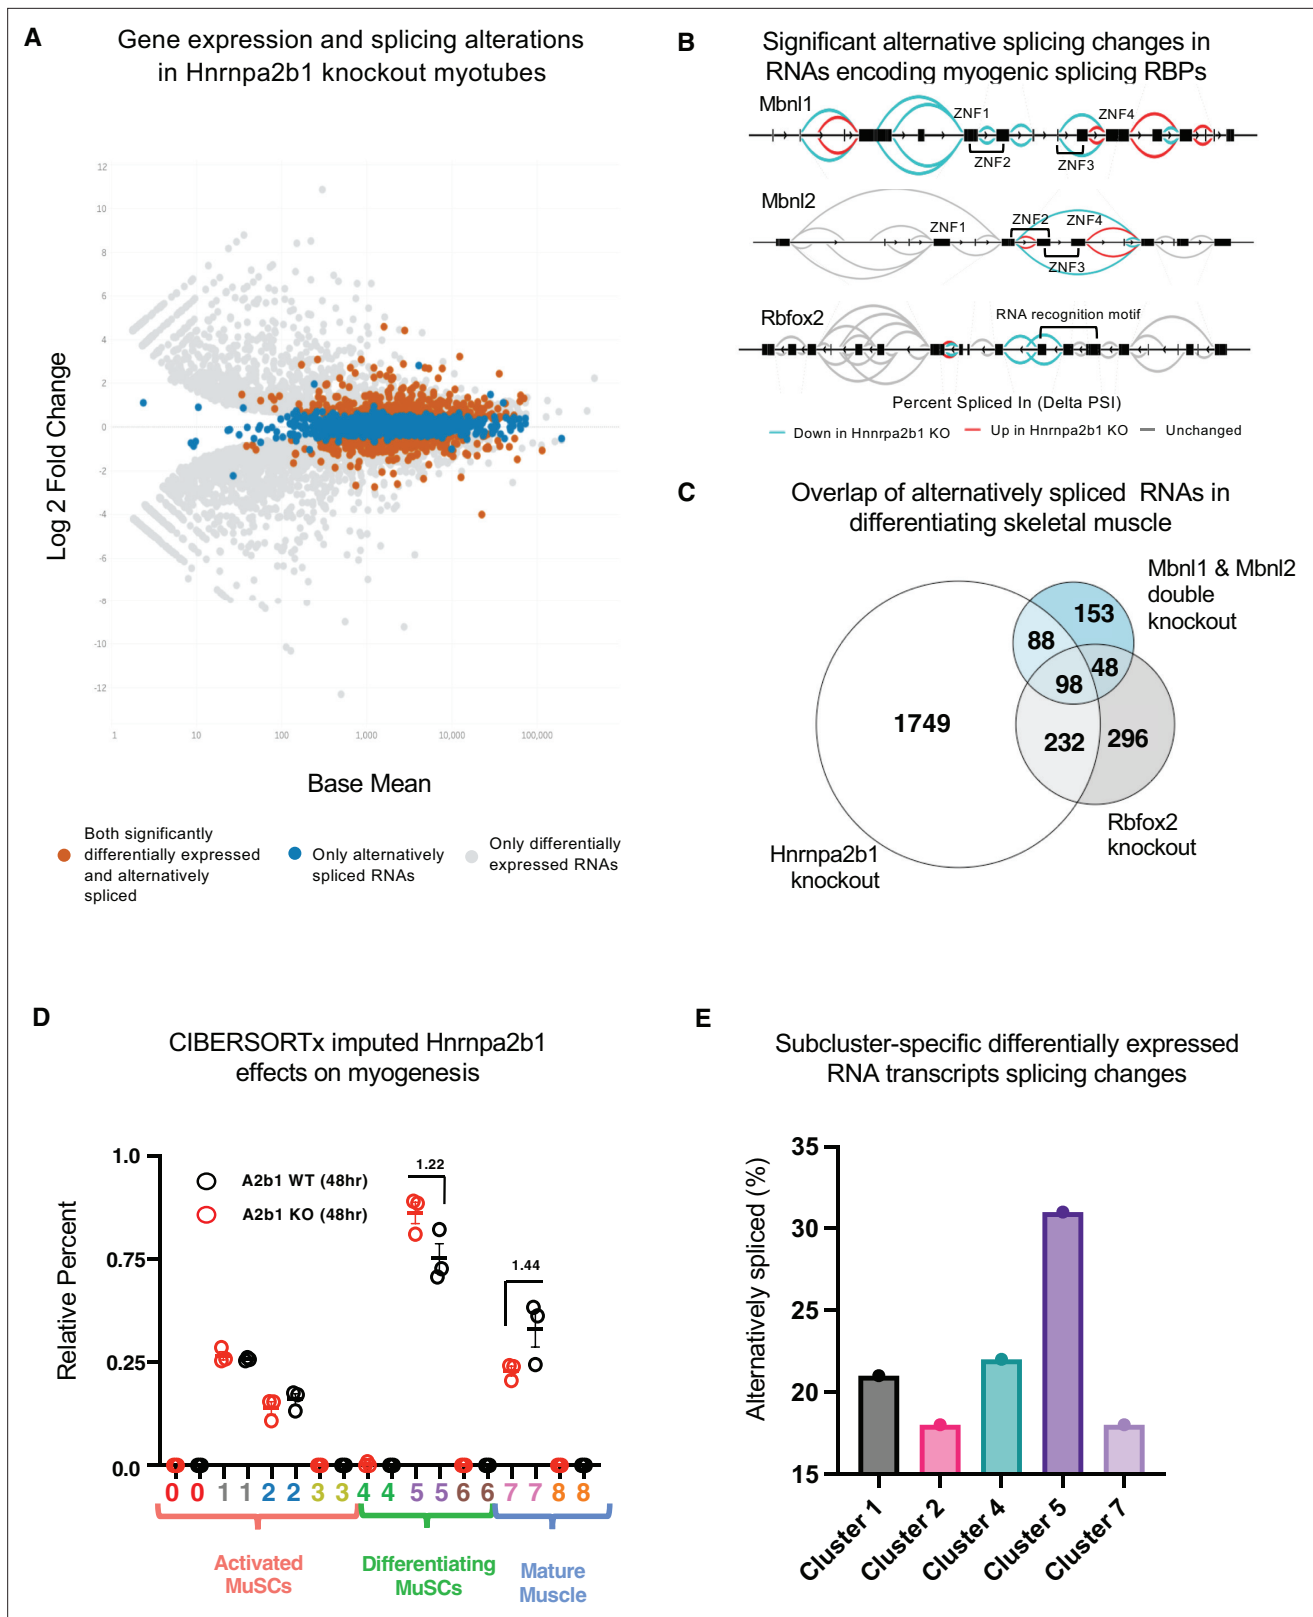 A
Gene expression and splicing alterations
in Hnrnpa2b1 knockout myotubes
12
10
8
6
4
2
0
-2
-4
-6
-8
-10
-12
Log 2 Fold Change
1
10
100
1,000
10,000
100,000
Base Mean
Both significantly
differentially expressed
and alternatively
spliced
Only alternatively
spliced RNAs
Only differentially
expressed RNAs
B
Significant alternative splicing changes in
RNAs encoding myogenic splicing RBPs
Mbnl1
ZNF1
ZNF2
ZNF3
ZNF4
Mbnl2
ZNF1
ZNF2
ZNF4
ZNF3
Rbfox2
RNA recognition motif
Percent Spliced In (Delta PSI)
Down in Hnnrpa2b1 KO
Up in Hnrnpa2b1 KO
Unchanged
C
Overlap of alternatively spliced RNAs in
differentiating skeletal muscle
Mbnl1 & Mbnl2
double
knockout
153
88
48
98
1749
232
296
Rbfox2
knockout
Hnrnpa2b1
knockout
D
CIBERSORTx imputed Hnrnpa2b1
effects on myogenesis
1.0
0.75
0.25
0.0
Relative Percent
A2b1 WT (48hr)
A2b1 KO (48hr)
1.22
1.44
0 0 1 1 2 2 3 3 4 4 5 5 6 6 7 7 8 8
Activated
MuSCs
Differentiating
MuSCs
Mature
Muscle
E
Subcluster-specific differentially expressed
RNA transcripts splicing changes
35
30
25
20
15
Alternatively spliced (%)
Cluster 1
Cluster 2
Cluster 4
Cluster 5
Cluster 7